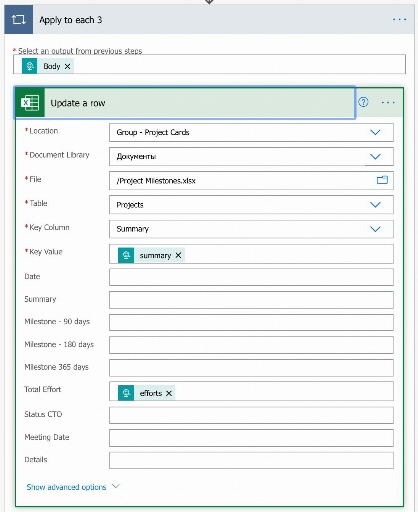 Apply to each 3
* Select an output from previous steps
Body
Update a row
* Location
Group - Project Cards
* Document Library
Документы
* File
/Project Milestones.xlsx
* Table
Projects
* Key Column
Summary
* Key Value
summary
Date
Summary
Milestone - 90 days
Milestone - 180 days
Milestone 365 days
Total Effort
efforts
Status CTO
Meeting Date
Details
Show advanced options